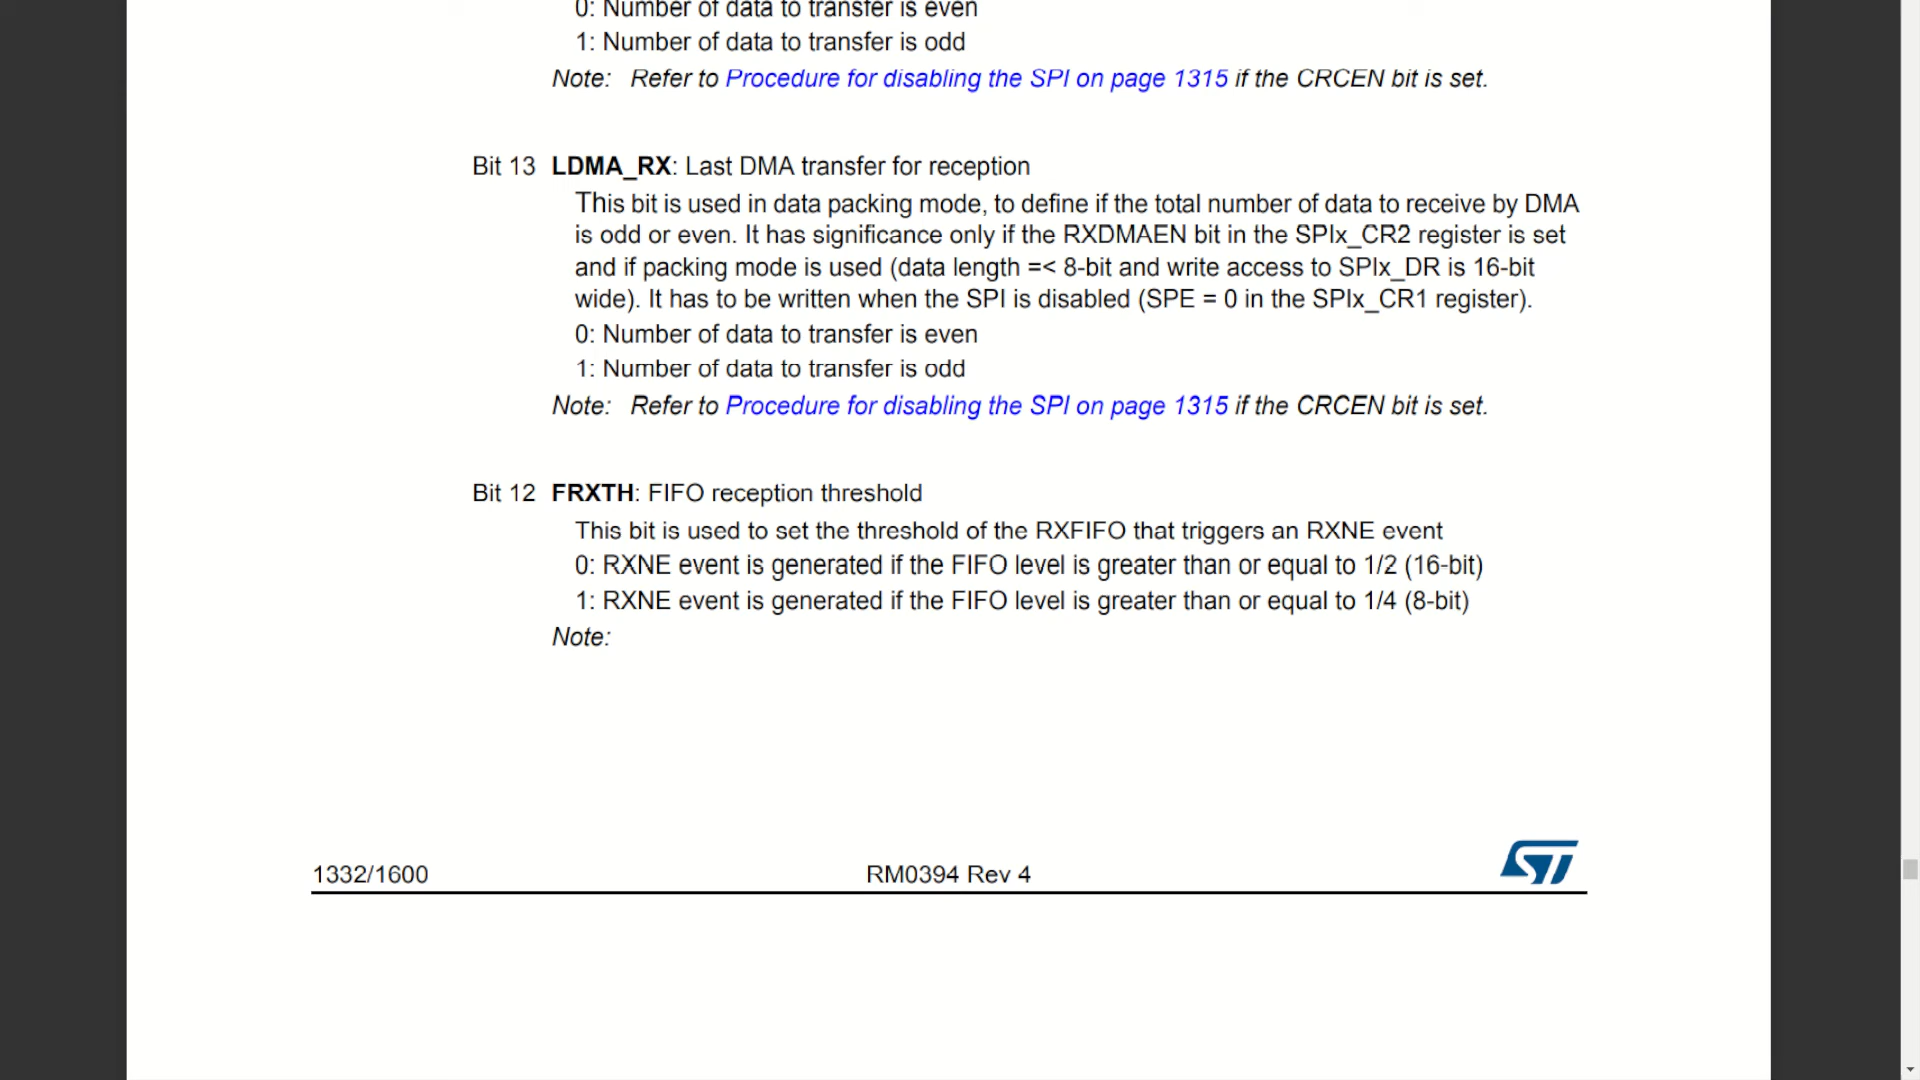 0: Number of data to transfer is even
1: Number of data to transfer is odd
Note: Refer to Procedure for disabling the SPI on page 1315 if the CRCEN bit is set.
Bit 13 LDMA_RX: Last DMA transfer for reception
This bit is used in data packing mode, to define if the total number of data to receive by DMA
is odd or even. It has significance only if the RXDMAEN bit in the SPIx_CR2 register is set
and if packing mode is used (data length =< 8-bit and write access to SPIx_DR is 16-bit
wide). It has to be written when the SPI is disabled (SPE = 0 in the SPIx_CR1 register).
0: Number of data to transfer is even
1: Number of data to transfer is odd
Note: Refer to Procedure for disabling the SPI on page 1315 if the CRCEN bit is set.
Bit 12 FRXTH: FIFO reception threshold
This bit is used to set the threshold of the RXFIFO that triggers an RXNE event
0: RXNE event is generated if the FIFO level is greater than or equal to 1/2 (16-bit)
1: RXNE event is generated if the FIFO level is greater than or equal to 1/4 (8-bit)
Note:
1332/1600 RM0394 Rev 4 ST